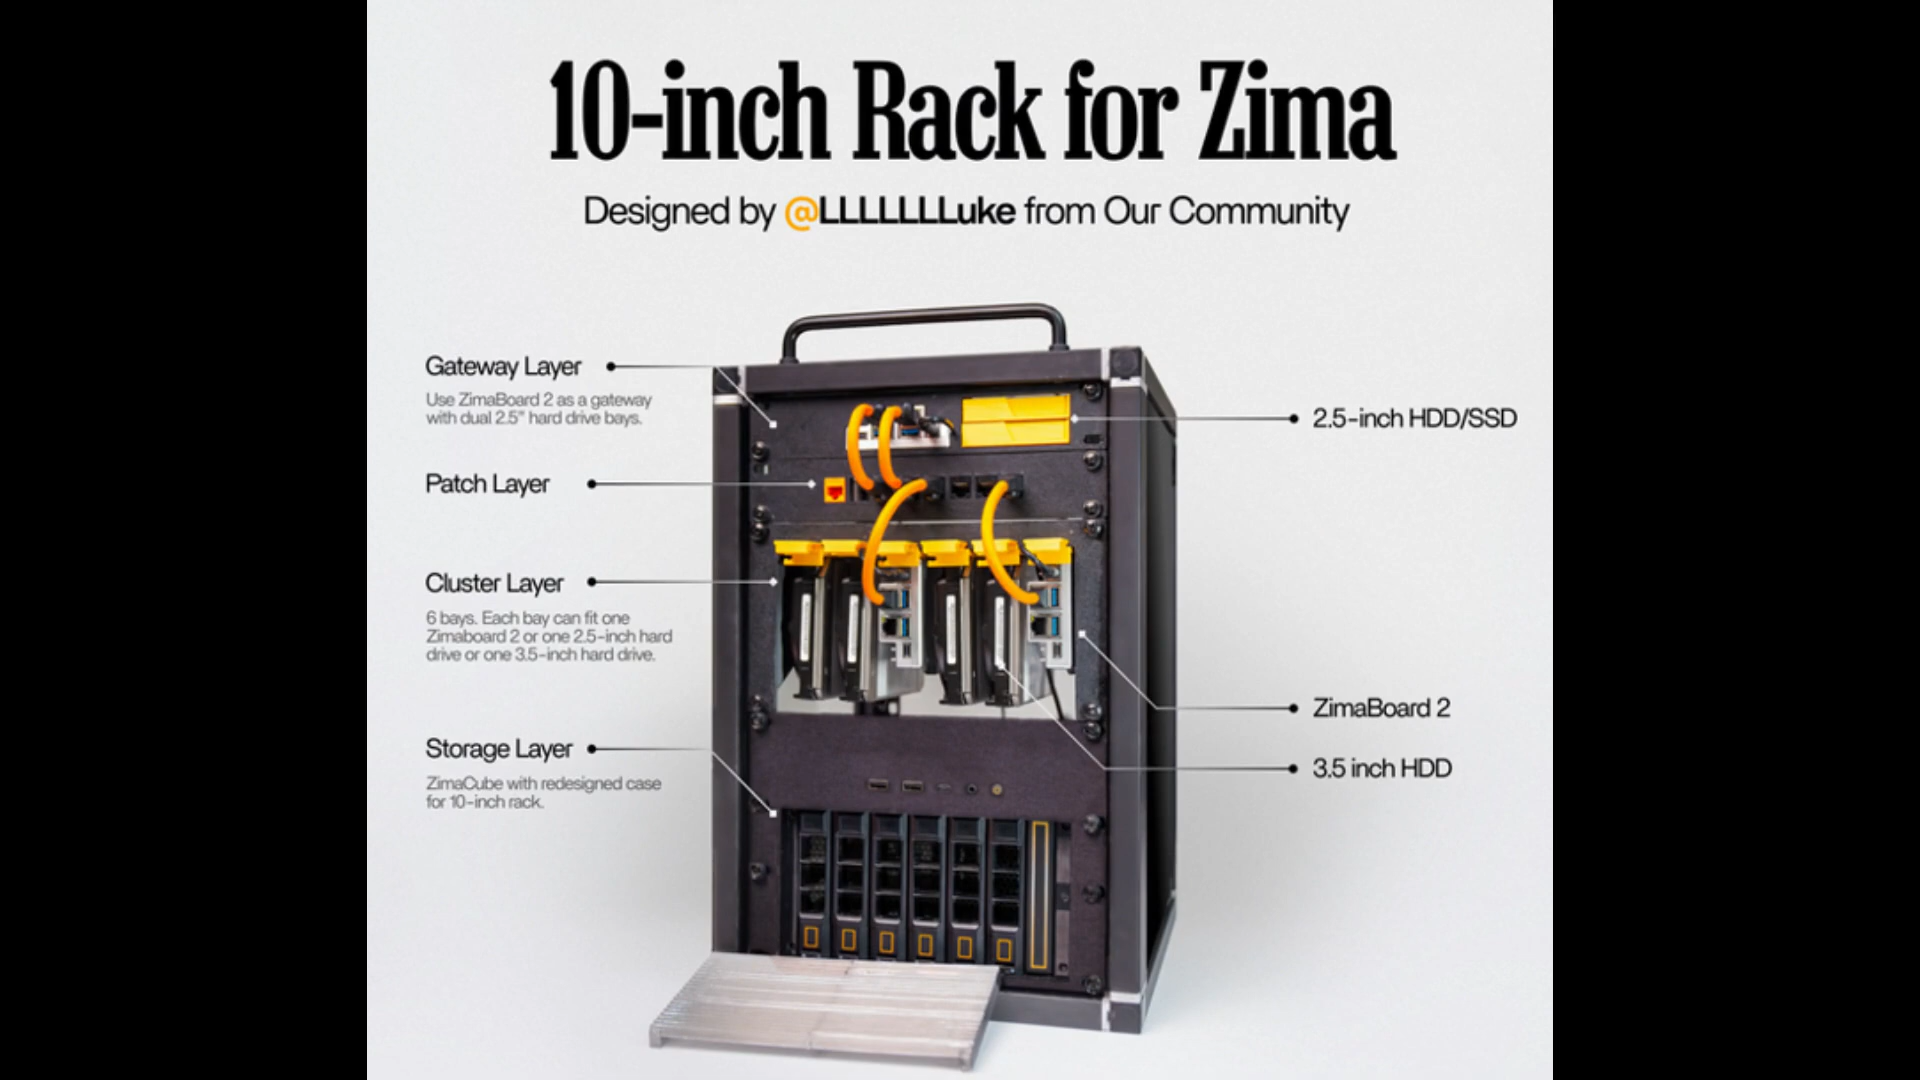 10-inch Rack for Zima
Designed by @LLLLLLLuke from Our Community
Gateway Layer
Use ZimaBoard 2 as a gateway
with dual 2.5" hard drive bays.
2.5-inch HDD/SSD
Patch Layer
Cluster Layer
6 bays. Each bay can fit one
Zimaboard 2 or one 2.5-inch hard
drive or one 3.5-inch hard drive.
ZimaBoard 2
Storage Layer
ZimaCube with redesigned case
for 10-inch rack.
3.5 inch HDD